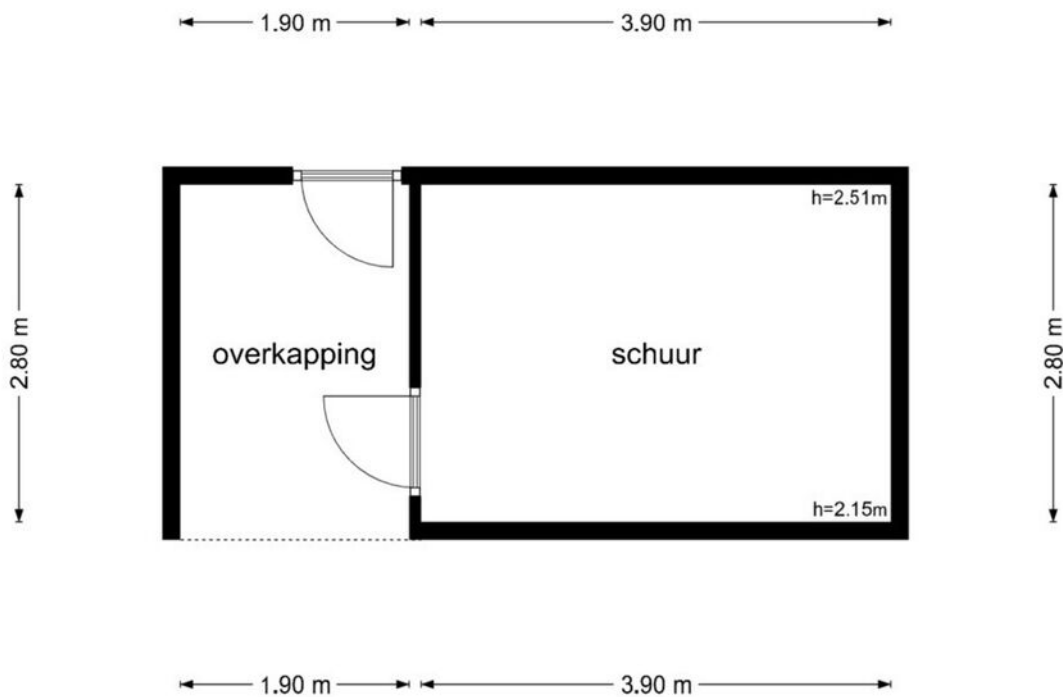 1.90 m
3.90 m
h=2.51m
2.80 m
overkapping
schuur
2.80 m
h=2.15m
1.90 m
3.90 m